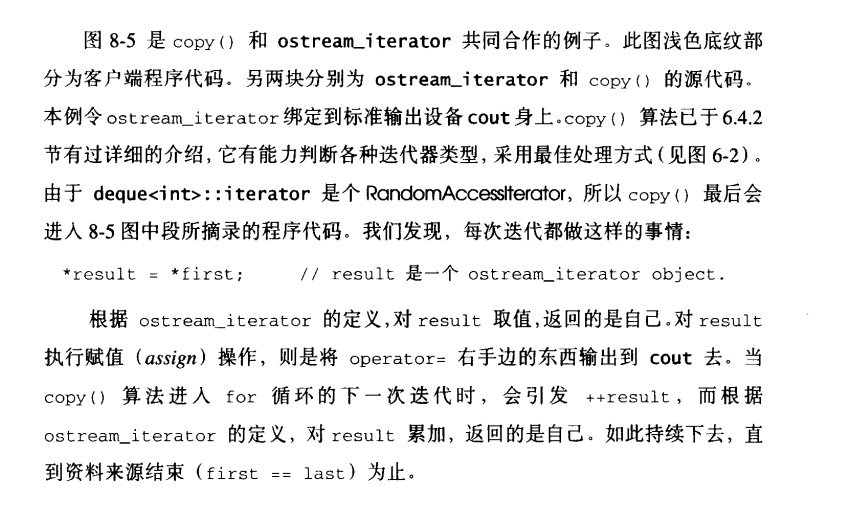 图 8-5 是 copy() 和 ostream_iterator 共同合作的例子。此图浅色底纹部
分为客户端程序代码。另两块分别为 ostream_iterator 和 copy() 的源代码。
本例令 ostream_iterator 绑定到标准输出设备 cout 身上。copy() 算法已于 6.4.2
节有过详细的介绍，它有能力判断各种迭代器类型，采用最佳处理方式（见图 6-2）。
由于 deque<int>::iterator 是个 RandomAccessIterator，所以 copy() 最后会
进入 8-5 图中段所摘录的程序代码。我们发现，每次迭代都做这样的事情：
*result = *first; // result 是一个 ostream_iterator object.
根据 ostream_iterator 的定义，对 result 取值，返回的是自己。对 result
执行赋值（assign）操作，则是将 operator= 右手边的东西输出到 cout 去。当
copy() 算法进入 for 循环的下一次迭代时，会引发 ++result，而根据
ostream_iterator 的定义，对 result 累加，返回的是自己。如此持续下去，直
到资料来源结束（first == last）为止。